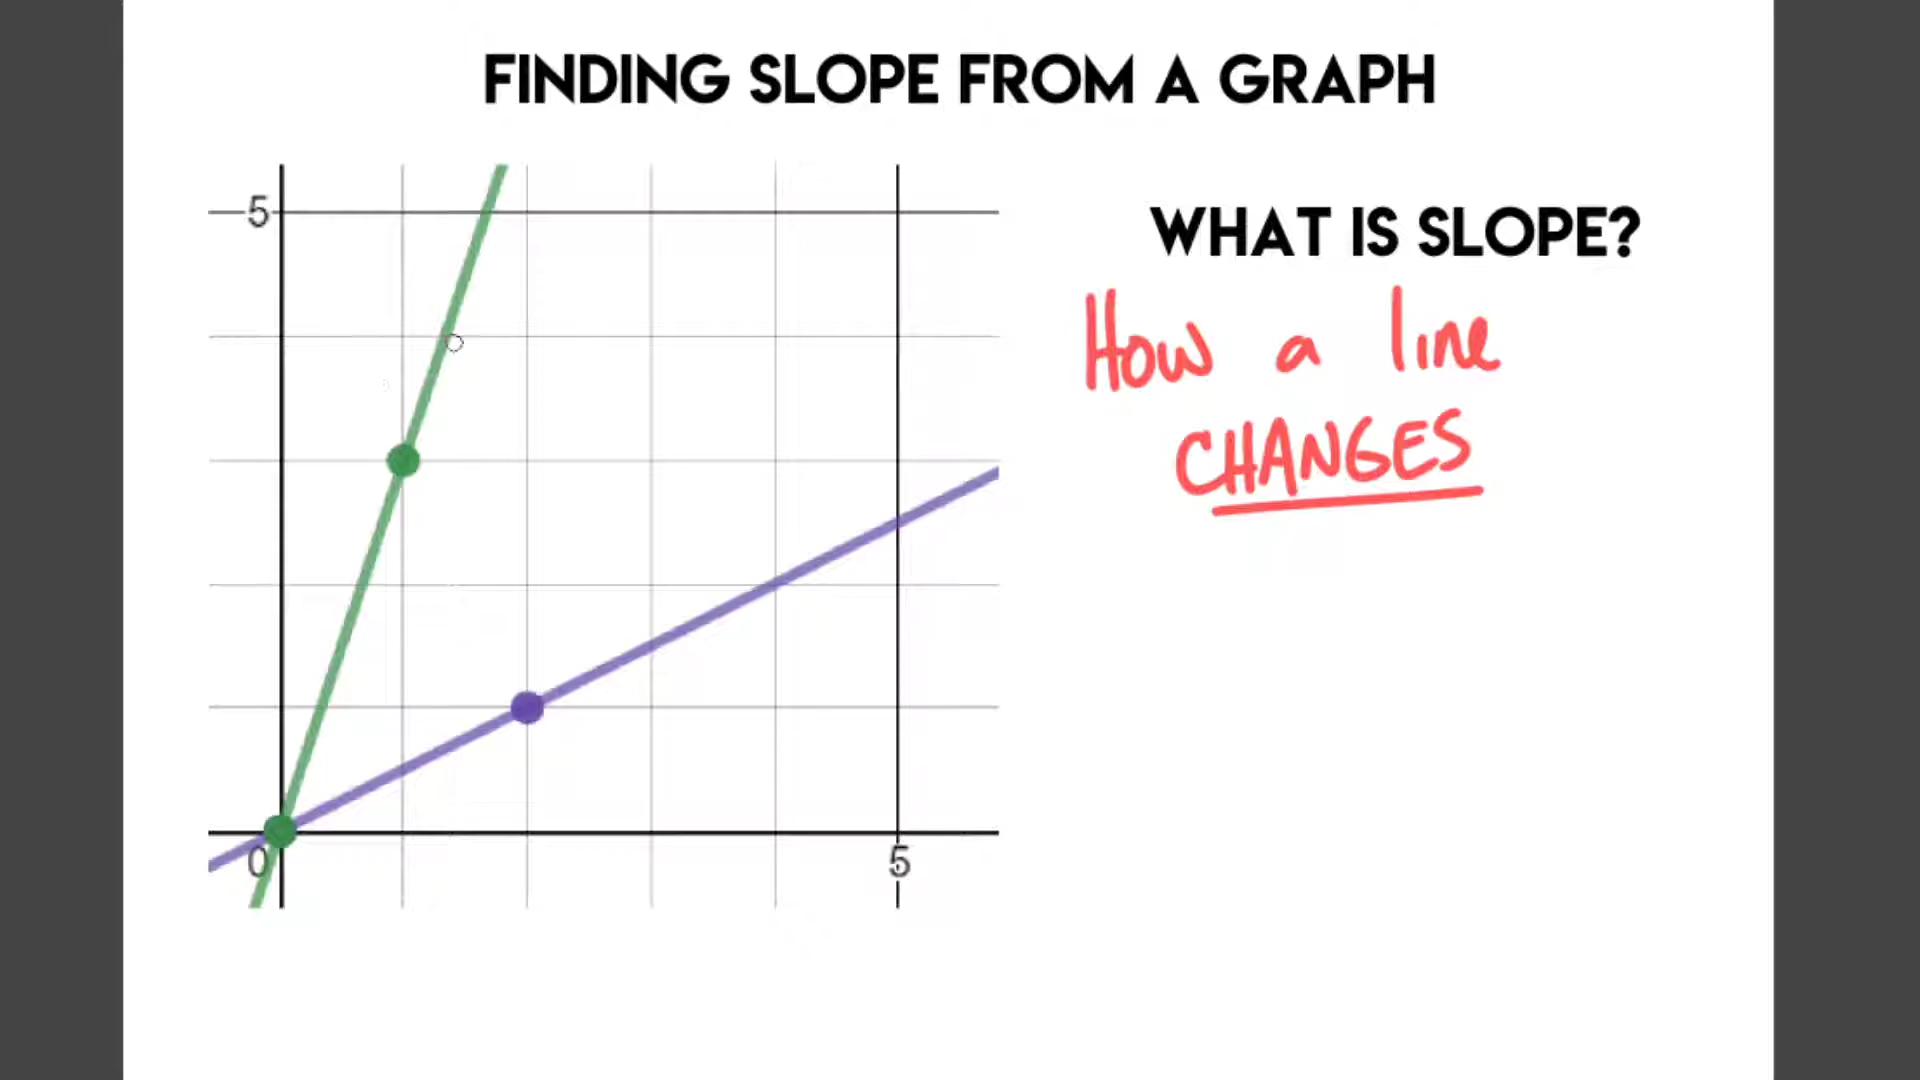 FINDING SLOPE FROM A GRAPH
5
WHAT IS SLOPE?
How a line
CHANGES
0
5